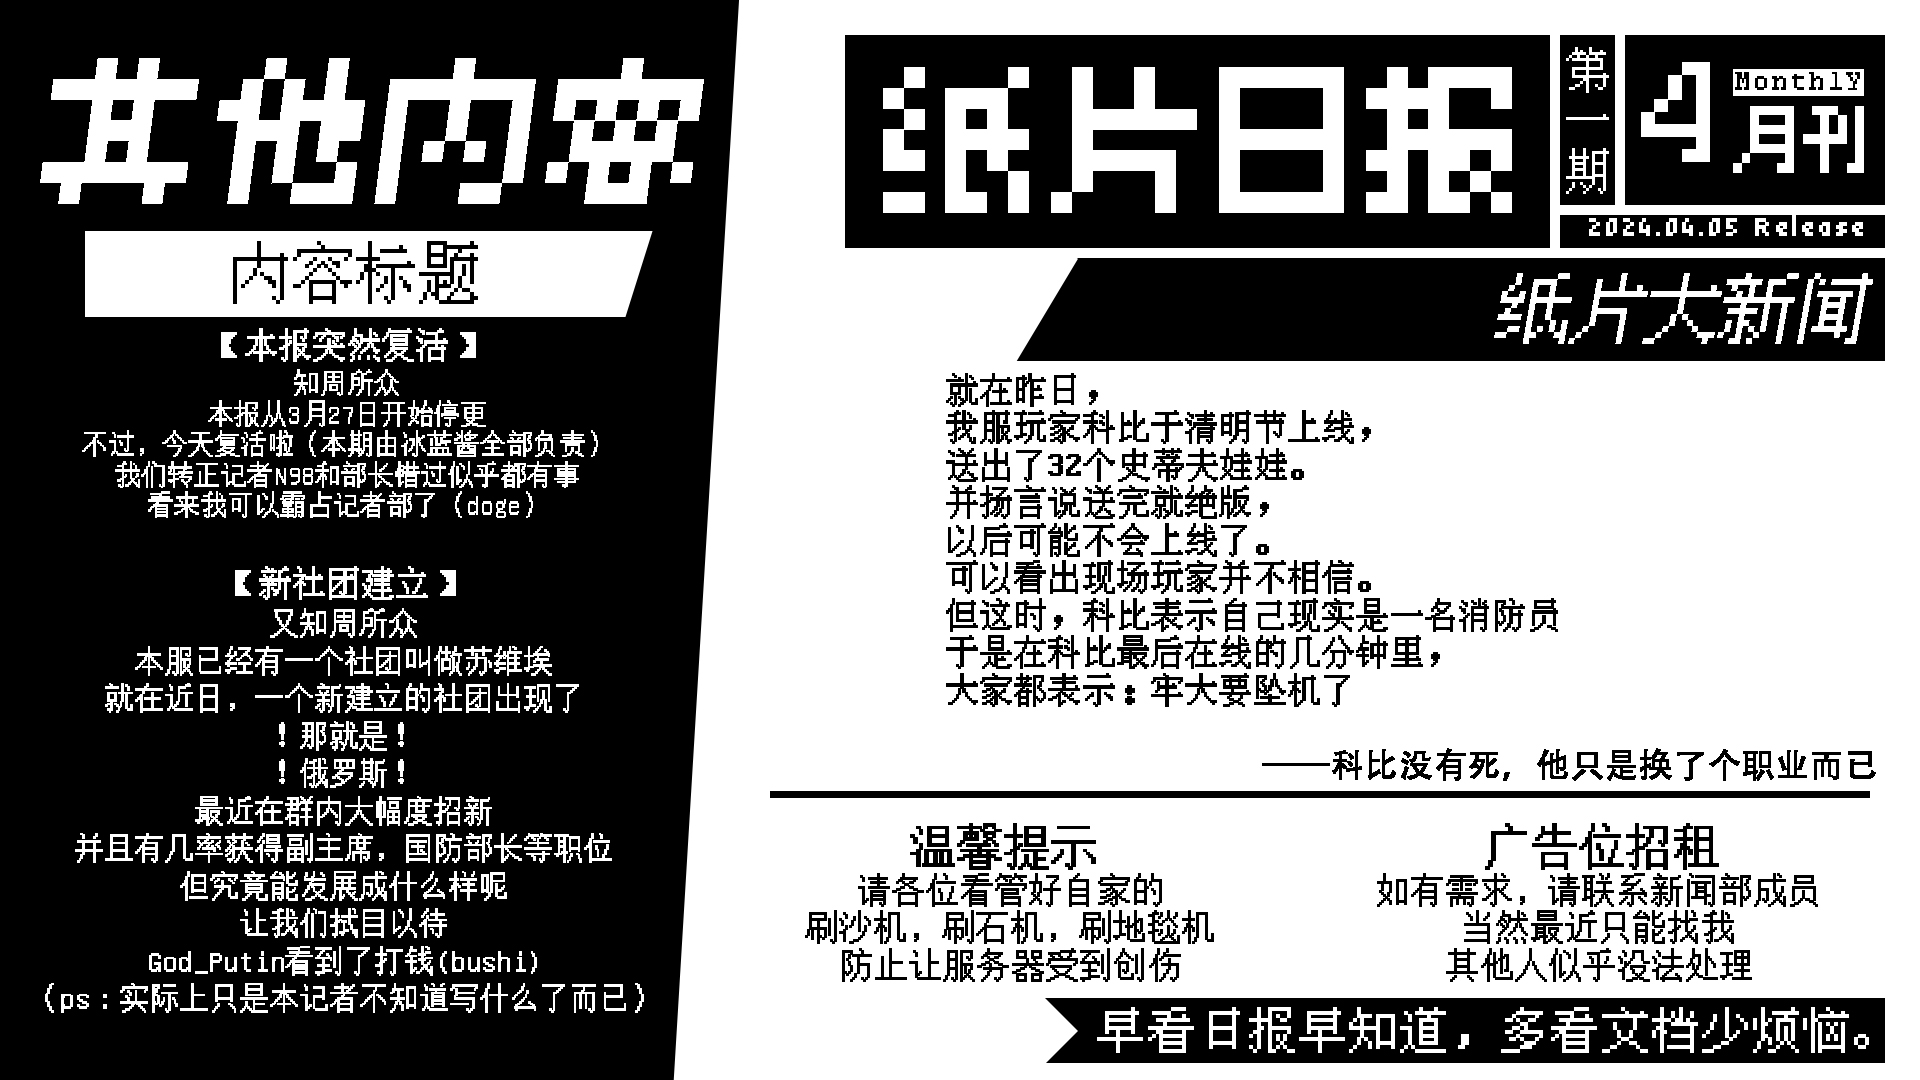 其他内容
内容标题
【本报突然复活】
知周所众
本报从3月27日开始停更
不过，今天复活啦（本期由冰蓝酱全部负责）
我们转正记者N98和部长错过似乎都有事
看来我可以霸占记者部了（doge）
【新社团建立】
又知周所众
本服已经有一个社团叫做苏维埃
就在近日，一个新建立的社团出现了
！那就是！
！俄罗斯！
最近在群内大幅度招新
并且有几率获得副主席，国防部长等职位
但究竟能发展成什么样呢
让我们拭目以待
God_Putin看到了打钱(bushi)
（ps：实际上只是本记者不知道写什么了而已）
纸片日报
第一期
4
Monthly
月刊
2024.04.05 Release
纸片大新闻
就在昨日，
我服玩家科比于清明节上线，
送出了32个史蒂夫娃娃。
并扬言说送完就绝版，
以后可能不会上线了。
可以看出现场玩家并不相信。
但这时，科比表示自己现实是一名消防员
于是在科比最后在线的几分钟里，
大家都表示：牢大要坠机了
——科比没有死，他只是换了个职业而已
温馨提示
请各位看管好自家的
刷沙机，刷石机，刷地毯机
防止让服务器受到创伤
广告位招租
如有需求，请联系新闻部成员
当然最近只能找我
其他人似乎没法处理
早看日报早知道，多看文档少烦恼。